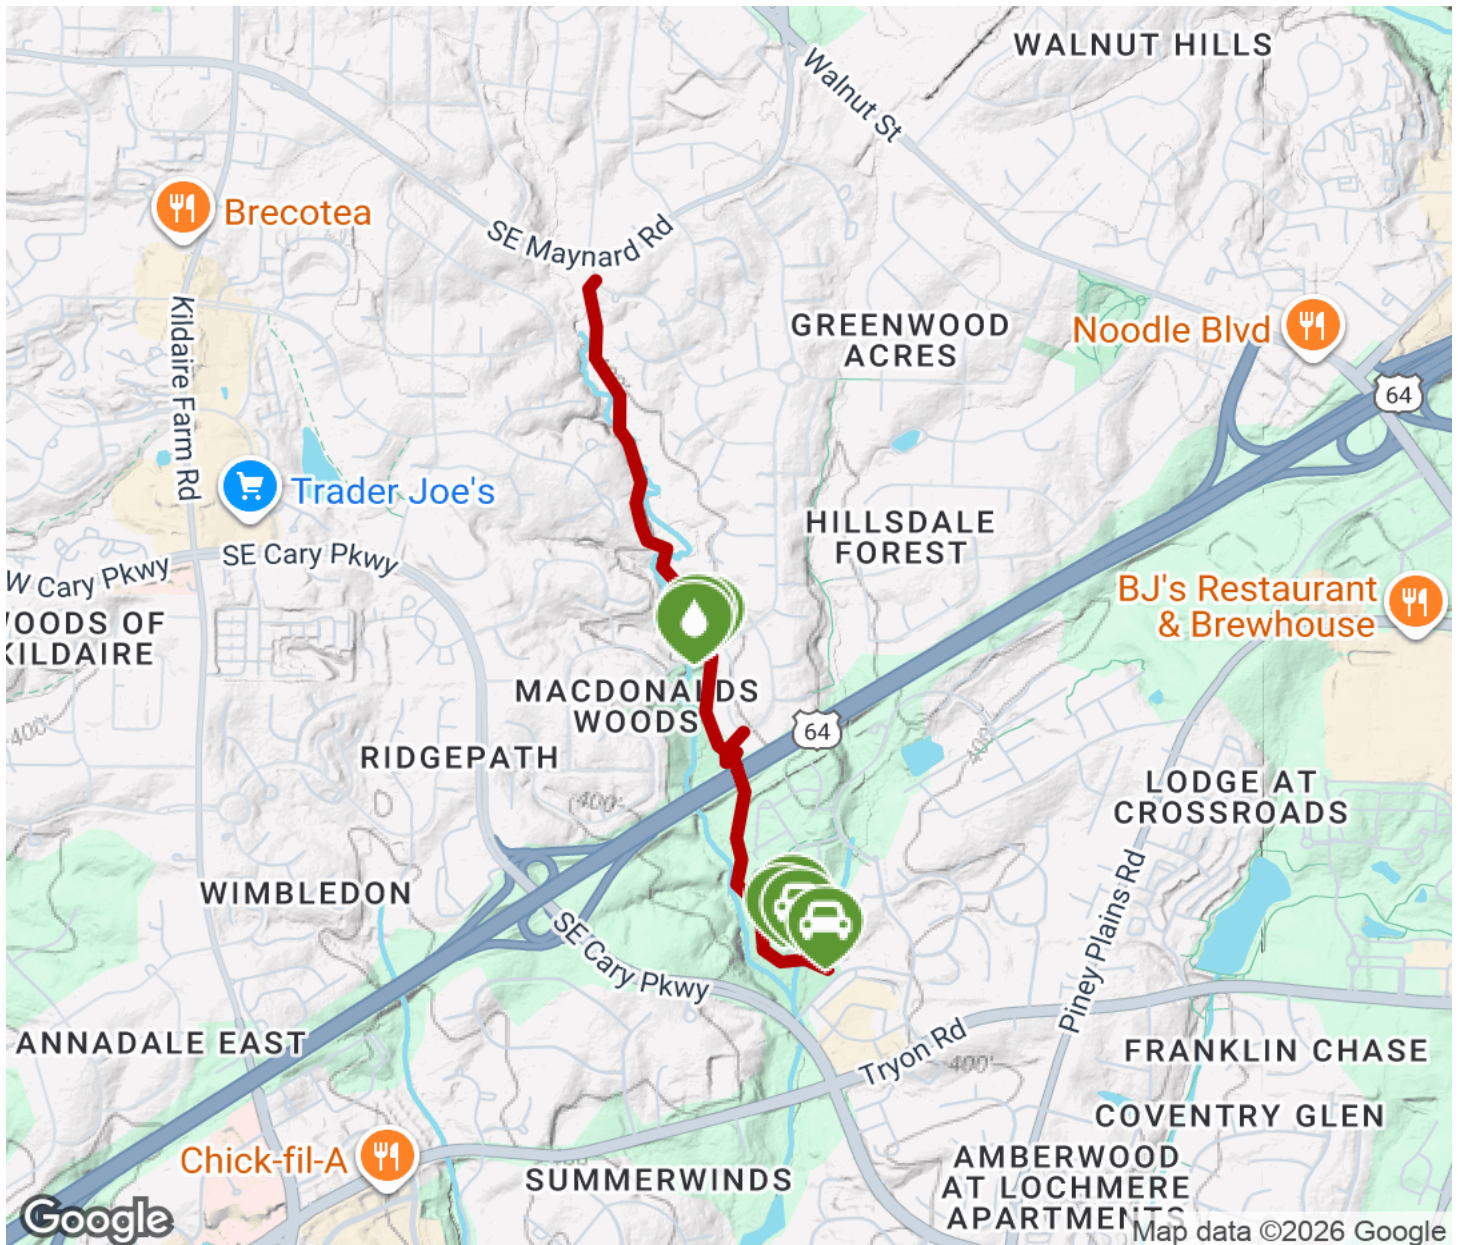 WALNUT HILLS
Walnut St
Brecotea
SE Maynard Rd
Kildaire Farm Rd
GREENWOOD
ACRES
Noodle Blvd
64
Trader Joe's
HILLSDALE
FOREST
SE Cary Pkwy
W Cary Pkwy
BJ's Restaurant
& Brewhouse
OODS OF
KILDAIRE
MACDONALDS
WOODS
64
400'
RIDGEPATH
400'
400'
LODGE AT
CROSSROADS
WIMBLEDON
SE Cary Pkwy
Piney Plains Rd
ANNADALE EAST
Tryon Rd
400'
FRANKLIN CHASE
COVENTRY GLEN
Chick-fil-A
SUMMERWINDS
AMBERWOOD
AT LOCHMERE
APARTMENTS
Google
Map data ©2026 Google